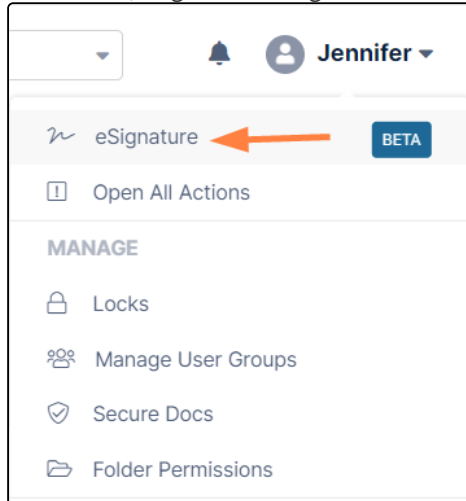 Jennifer
eSignature BETA
Open All Actions
MANAGE
Locks
Manage User Groups
Secure Docs
Folder Permissions